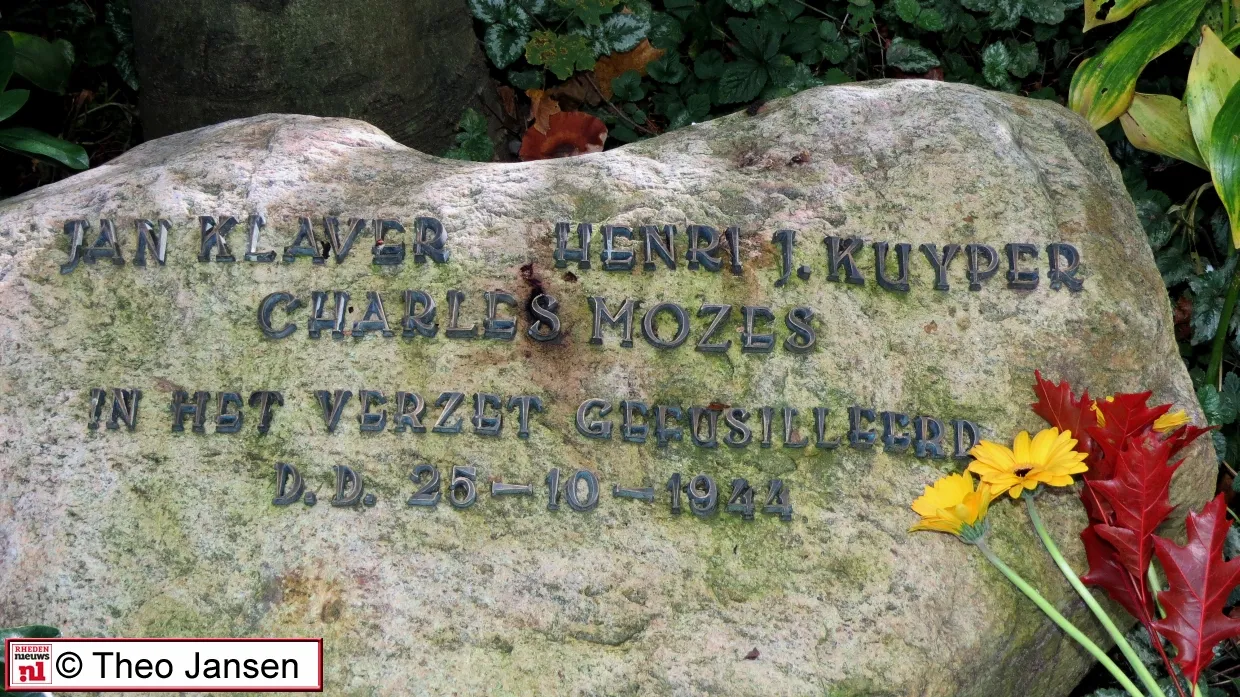 JAN KLAVER HENRI J. KUYPER
CHARLES MOZES
IN HET VERZET GEFUSILLEERD
D.D. 25-10-1944
RHEDEN
nieuws
.nl
© Theo Jansen